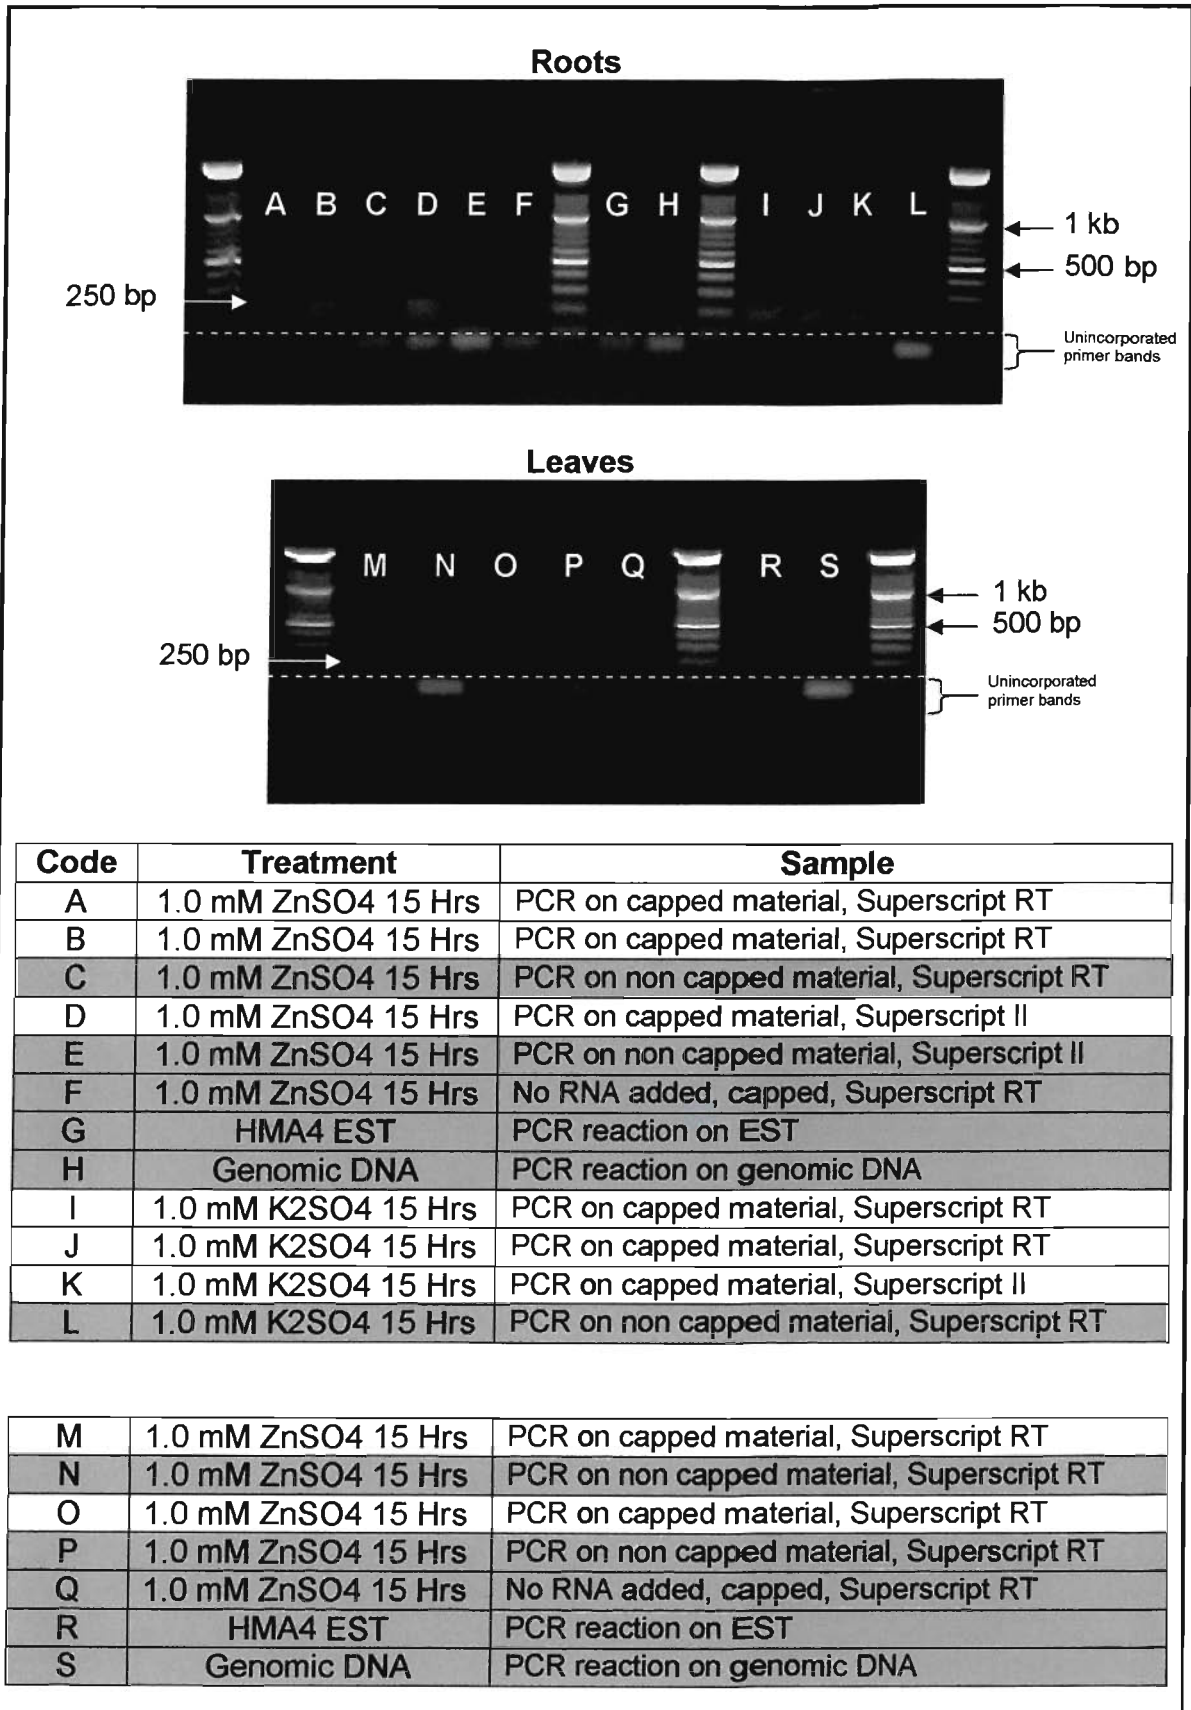 Roots
A B C D E F G H I J K L
1 kb
500 bp
250 bp
Unincorporated
primer bands
Leaves
M N O P Q R S
1 kb
500 bp
250 bp
Unincorporated
primer bands
Code Treatment Sample
A 1.0 mM ZnSO4 15 Hrs PCR on capped material, Superscript RT
B 1.0 mM ZnSO4 15 Hrs PCR on capped material, Superscript RT
C 1.0 mM ZnSO4 15 Hrs PCR on non capped material, Superscript RT
D 1.0 mM ZnSO4 15 Hrs PCR on capped material, Superscript II
E 1.0 mM ZnSO4 15 Hrs PCR on non capped material, Superscript II
F 1.0 mM ZnSO4 15 Hrs No RNA added, capped, Superscript RT
G HMA4 EST PCR reaction on EST
H Genomic DNA PCR reaction on genomic DNA
I 1.0 mM K2SO4 15 Hrs PCR on capped material, Superscript RT
J 1.0 mM K2SO4 15 Hrs PCR on capped material, Superscript RT
K 1.0 mM K2SO4 15 Hrs PCR on capped material, Superscript II
L 1.0 mM K2SO4 15 Hrs PCR on non capped material, Superscript RT
M 1.0 mM ZnSO4 15 Hrs PCR on capped material, Superscript RT
N 1.0 mM ZnSO4 15 Hrs PCR on non capped material, Superscript RT
O 1.0 mM ZnSO4 15 Hrs PCR on capped material, Superscript RT
P 1.0 mM ZnSO4 15 Hrs PCR on non capped material, Superscript RT
Q 1.0 mM ZnSO4 15 Hrs No RNA added, capped, Superscript RT
R HMA4 EST PCR reaction on EST
S Genomic DNA PCR reaction on genomic DNA